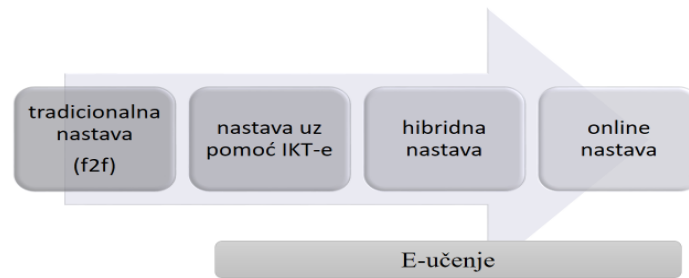 tradicionalna
nastava
(f2f)
nastava uz
pomoć IKT-e
hibridna
nastava
online
nastava
E-učenje